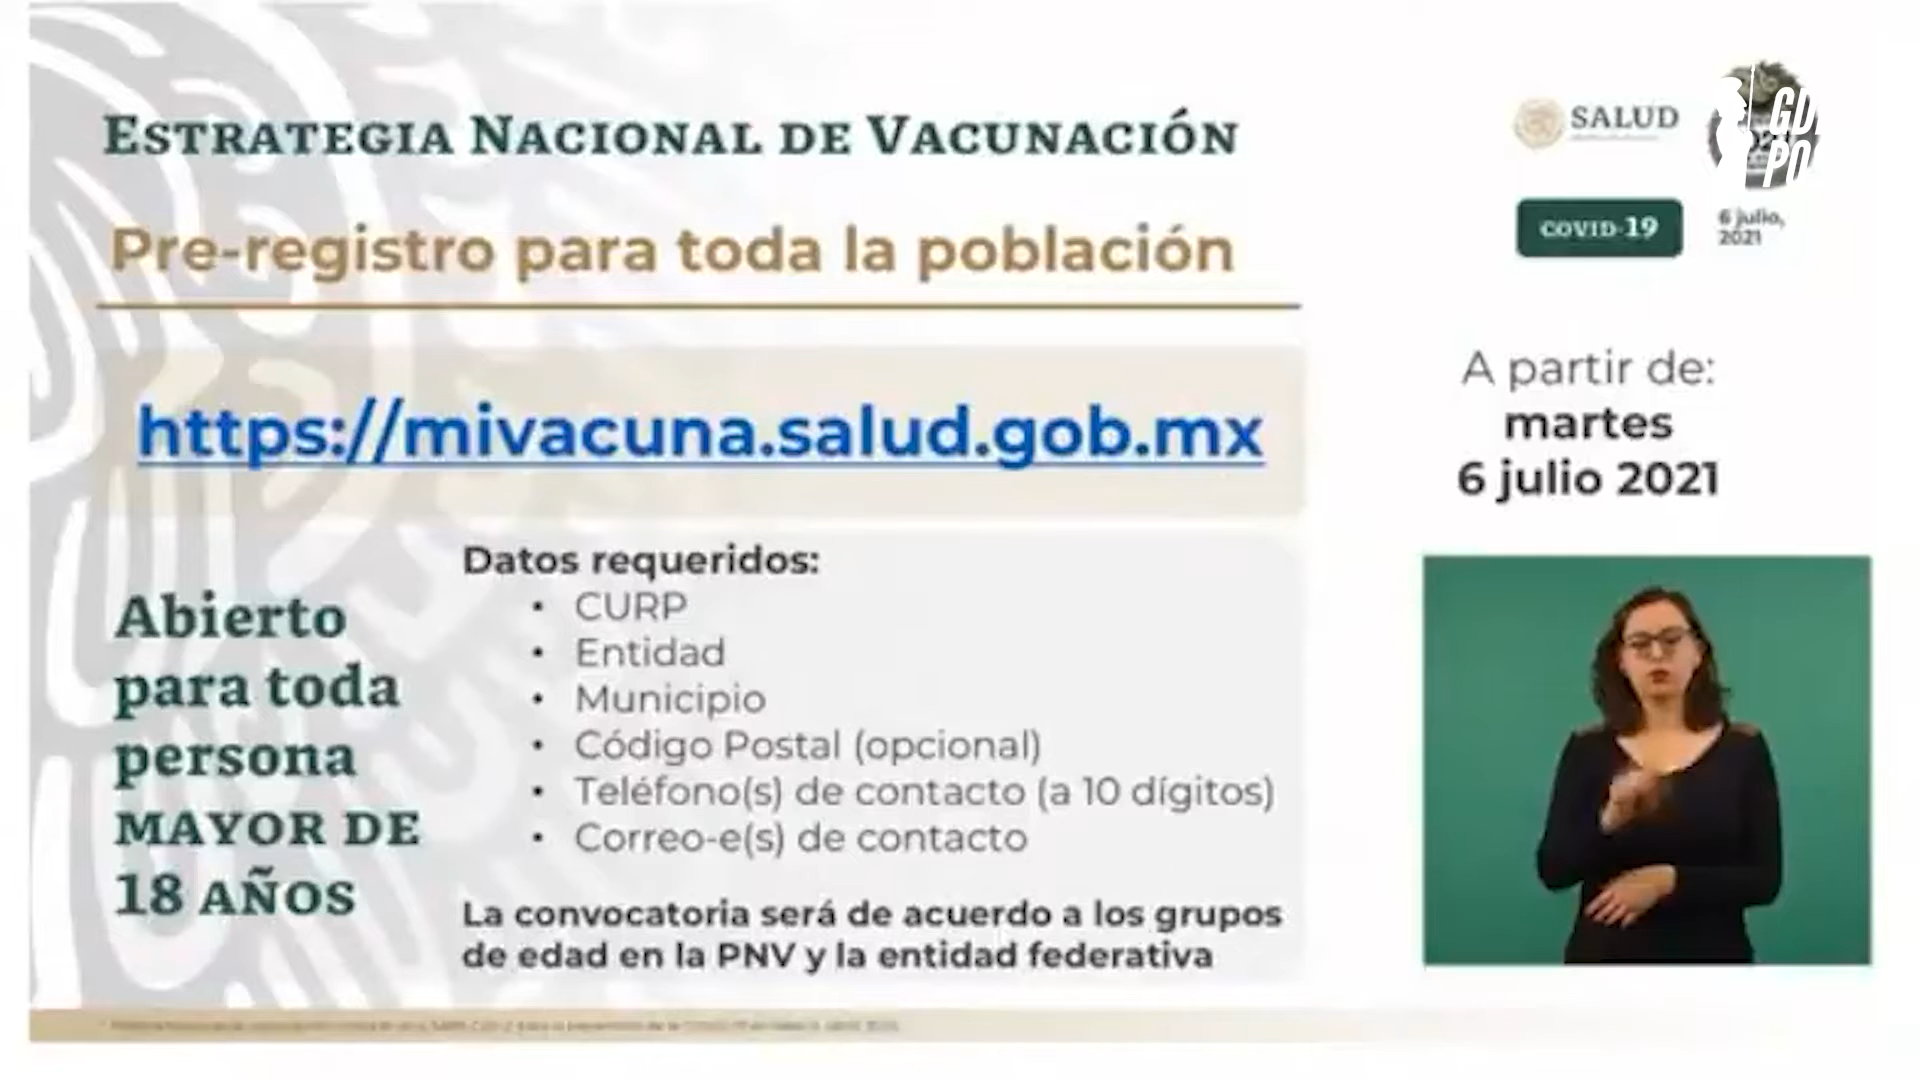 ESTRATEGIA NACIONAL DE VACUNACIÓN
Pre-registro para toda la población
SALUD
GD
PO
COVID-19
6 julio,
2021
https://mivacuna.salud.gob.mx
A partir de:
martes
6 julio 2021
Abierto
para toda
persona
MAYOR DE
18 AÑOS
Datos requeridos:
• CURP
• Entidad
• Municipio
• Código Postal (opcional)
• Teléfono(s) de contacto (a 10 dígitos)
• Correo-e(s) de contacto
La convocatoria será de acuerdo a los grupos
de edad en la PNV y la entidad federativa